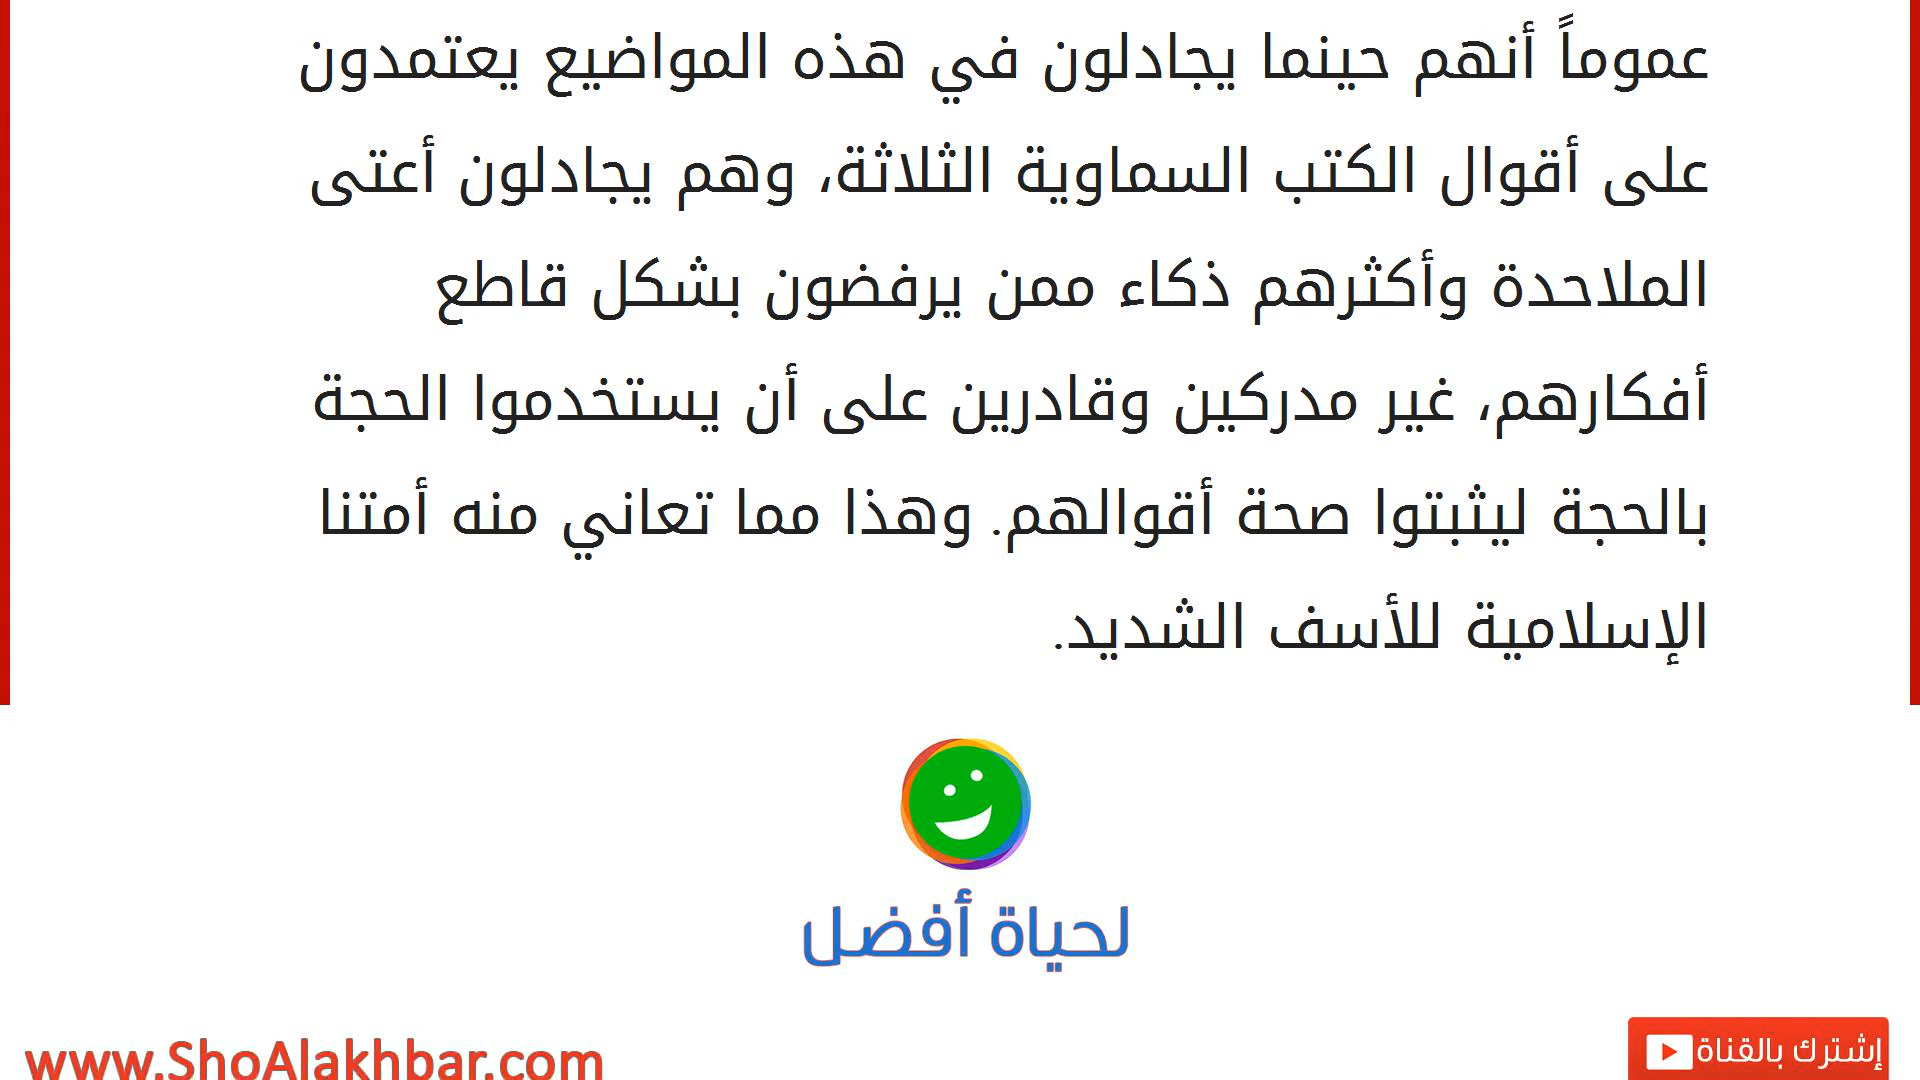 عموماً أنهم حينما يجادلون في هذه المواضيع يعتمدون
على أقوال الكتب السماوية الثلاثة، وهم يجادلون أعتى
الملاحدة وأكثرهم ذكاء ممن يرفضون بشكل قاطع
أفكارهم، غير مدركين وقادرين على أن يستخدموا الحجة
بالحجة ليثبتوا صحة أقوالهم. وهذا مما تعاني منه أمتنا
الإسلامية للأسف الشديد.
لحياة أفضل
إشترك بالقناة
www.ShoAlakhbar.com